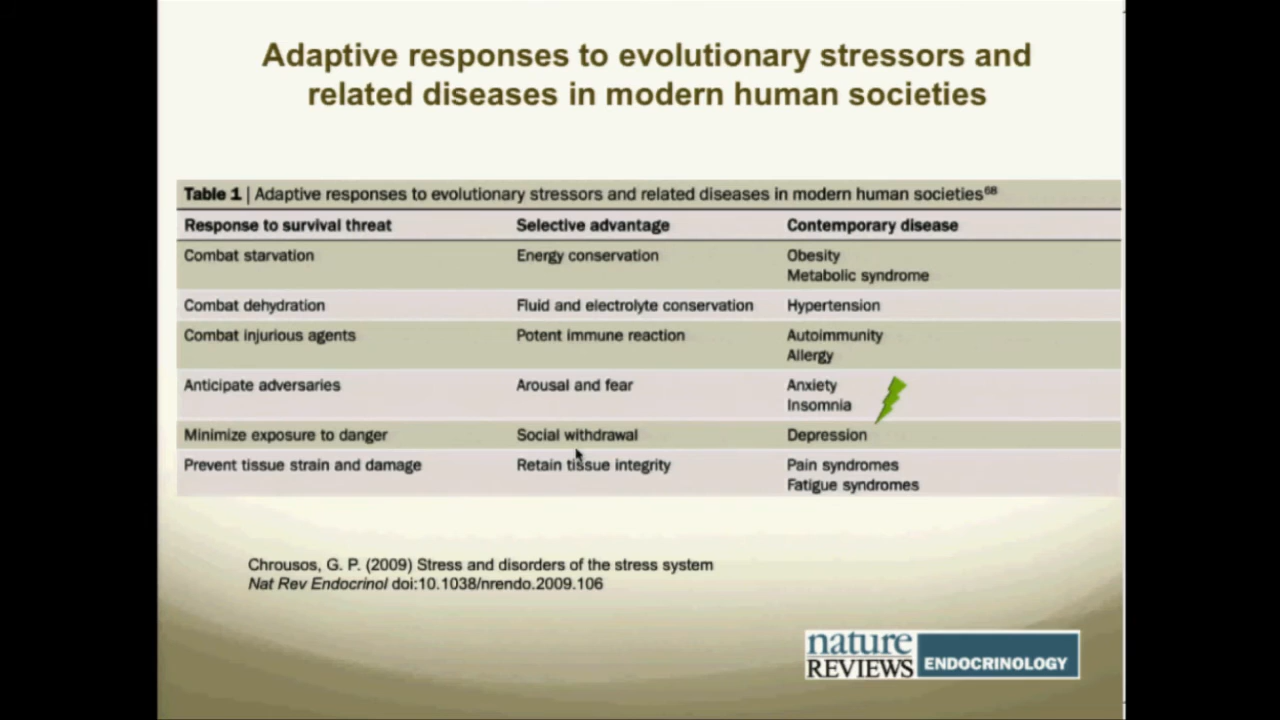 Adaptive responses to evolutionary stressors and
related diseases in modern human societies
Table 1 | Adaptive responses to evolutionary stressors and related diseases in modern human societies68
Response to survival threat Selective advantage Contemporary disease
Combat starvation Energy conservation Obesity
Metabolic syndrome
Combat dehydration Fluid and electrolyte conservation Hypertension
Combat injurious agents Potent immune reaction Autoimmunity
Allergy
Anticipate adversaries Arousal and fear Anxiety
Insomnia
Minimize exposure to danger Social withdrawal Depression
Prevent tissue strain and damage Retain tissue integrity Pain syndromes
Fatigue syndromes
Chrousos, G. P. (2009) Stress and disorders of the stress system
Nat Rev Endocrinol doi:10.1038/nrendo.2009.106
nature
REVIEWS ENDOCRINOLOGY